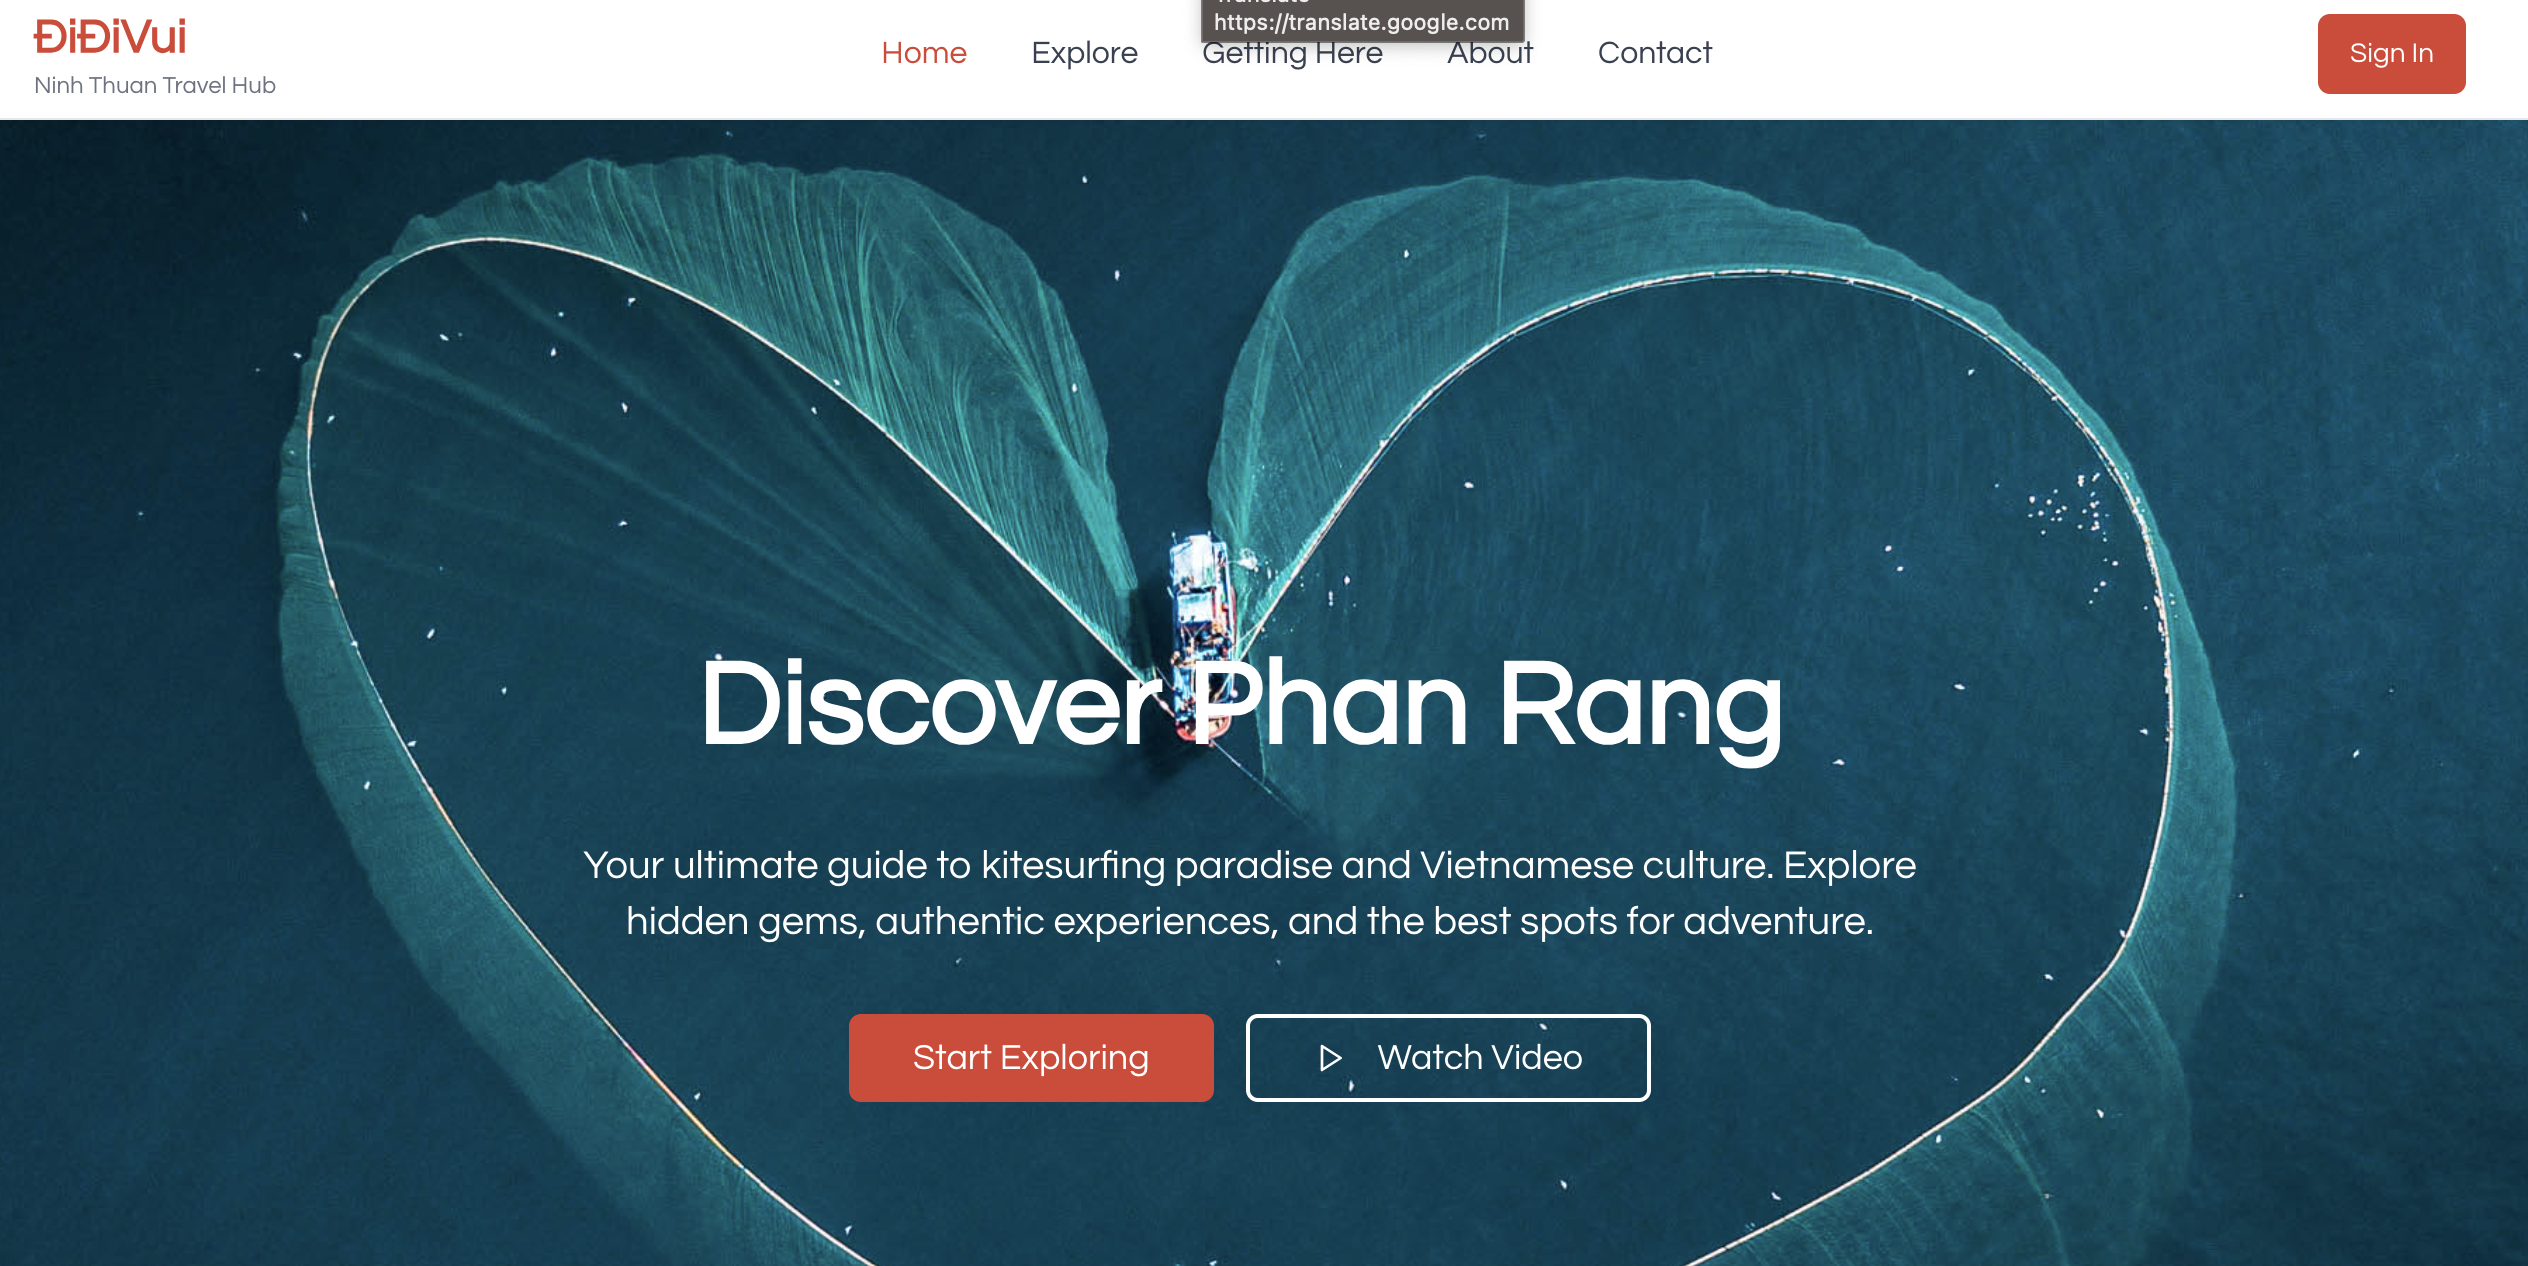 ĐiĐiVui
Ninh Thuan Travel Hub
Home
Explore
https://translate.google.com
Getting Here
About
Contact
Sign In
Discover Phan Rang
Your ultimate guide to kitesurfing paradise and Vietnamese culture. Explore
hidden gems, authentic experiences, and the best spots for adventure.
Start Exploring
Watch Video